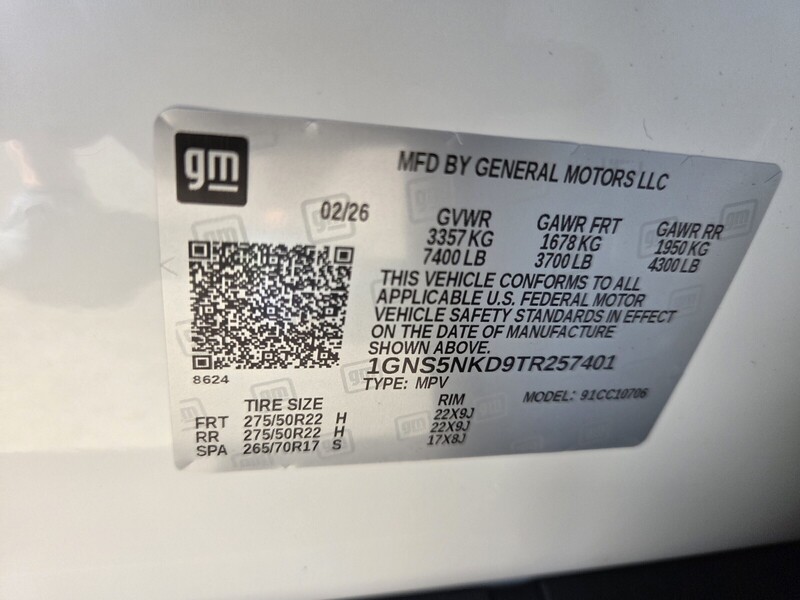 gm
MFD BY GENERAL MOTORS LLC
02/26
GVWR GAWR FRT GAWR RR
3357 KG 1678 KG 1950 KG
7400 LB 3700 LB 4300 LB
THIS VEHICLE CONFORMS TO ALL
APPLICABLE U.S. FEDERAL MOTOR
VEHICLE SAFETY STANDARDS IN EFFECT
ON THE DATE OF MANUFACTURE
SHOWN ABOVE.
1GNS5NKD9TR257401
8624
TYPE: MPV MODEL: 91CC10706
TIRE SIZE RIM
FRT 275/50R22 H 22X9J
RR 275/50R22 H 22X9J
SPA 265/70R17 S 17X8J